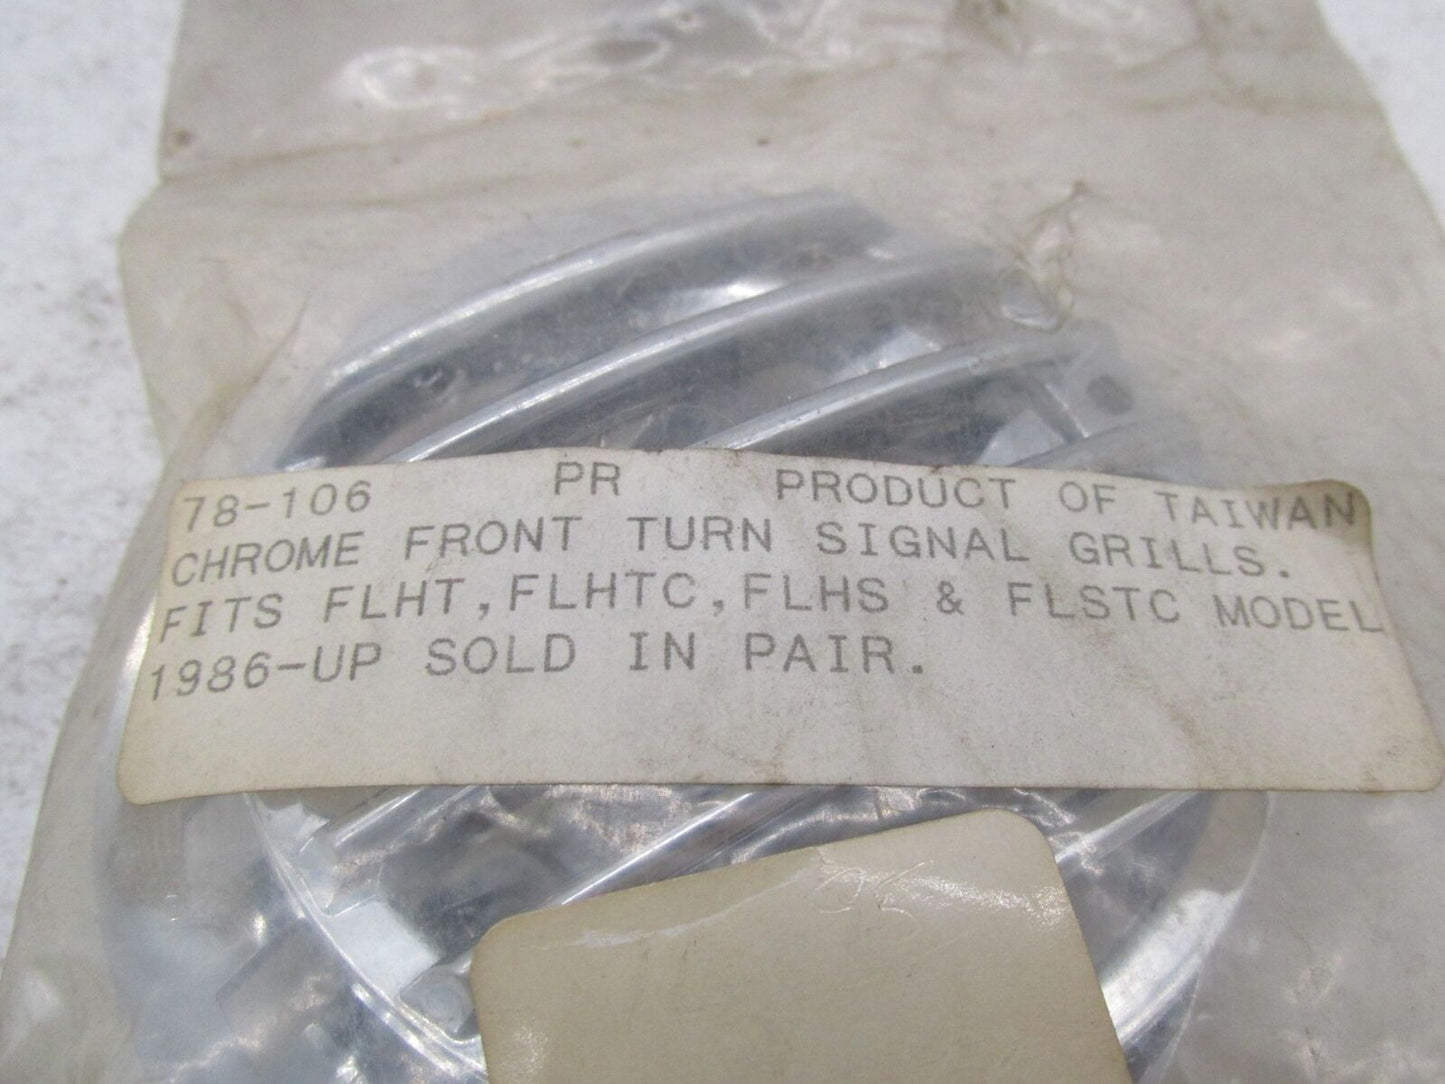 78-106 PR PRODUCT OF TAIWAN
CHROME FRONT TURN SIGNAL GRILLS.
FITS FLHT, FLHTC, FLHS & FLSTC MODEL
1986-UP SOLD IN PAIR.